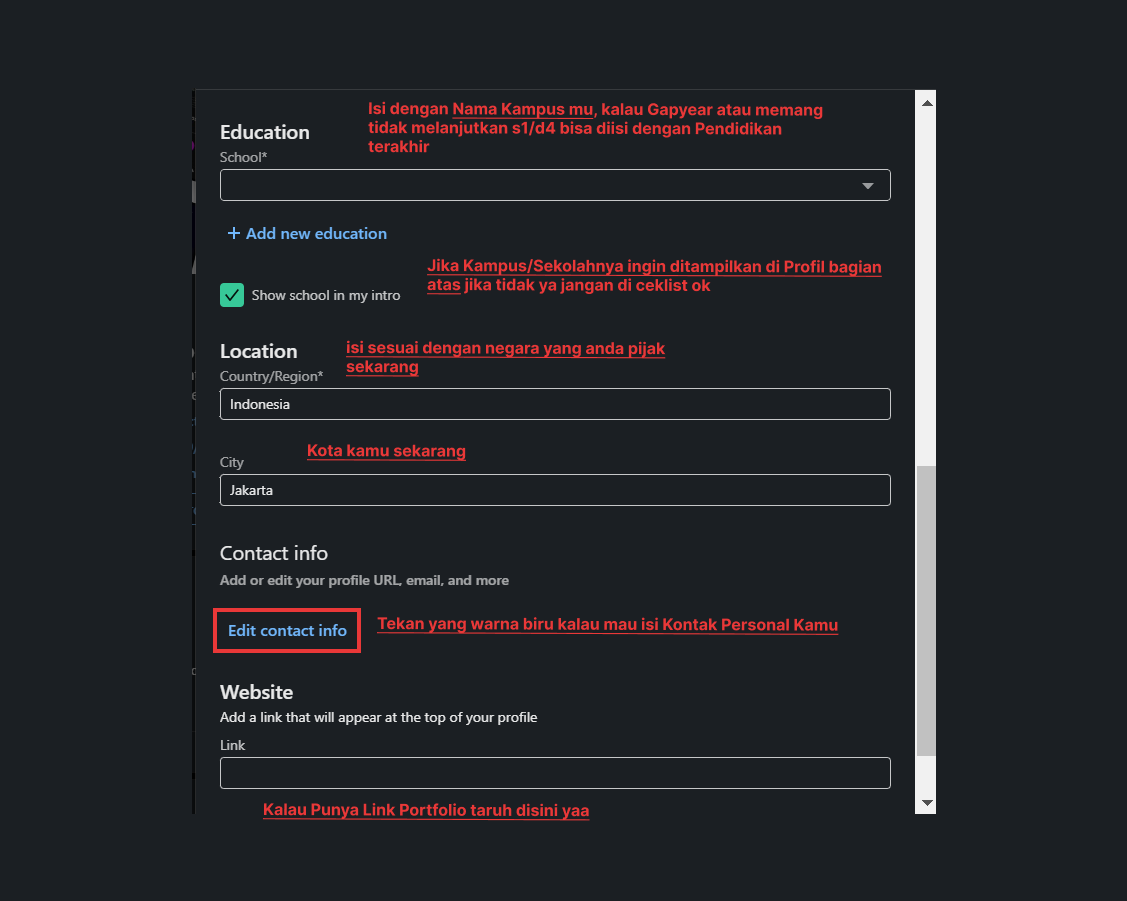 Isi dengan Nama Kampus mu, kalau Gapyear atau memang
tidak melanjutkan s1/d4 bisa diisi dengan Pendidikan
terakhir
Education
School*
+ Add new education
Jika Kampus/Sekolahnya ingin ditampilkan di Profil bagian
atas jika tidak ya jangan di ceklist ok
Show school in my intro
Location
isi sesuai dengan negara yang anda pijak
sekarang
Country/Region*
Indonesia
Kota kamu sekarang
City
Jakarta
Contact info
Add or edit your profile URL, email, and more
Edit contact info
Tekan yang warna biru kalau mau isi Kontak Personal Kamu
Website
Add a link that will appear at the top of your profile
Link
Kalau Punya Link Portfolio taruh disini yaa